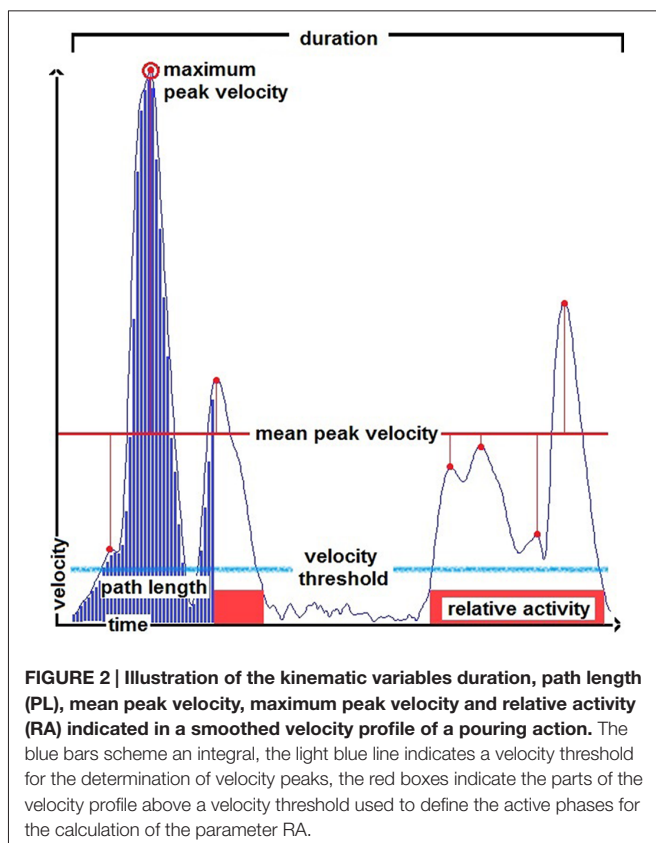 duration
maximum
peak velocity
mean peak velocity
velocity
threshold
velocity
path length
relative activity
time
FIGURE 2 | Illustration of the kinematic variables duration, path length
(PL), mean peak velocity, maximum peak velocity and relative activity
(RA) indicated in a smoothed velocity profile of a pouring action. The
blue bars scheme an integral, the light blue line indicates a velocity threshold
for the determination of velocity peaks, the red boxes indicate the parts of the
velocity profile above a velocity threshold used to define the active phases for
the calculation of the parameter RA.